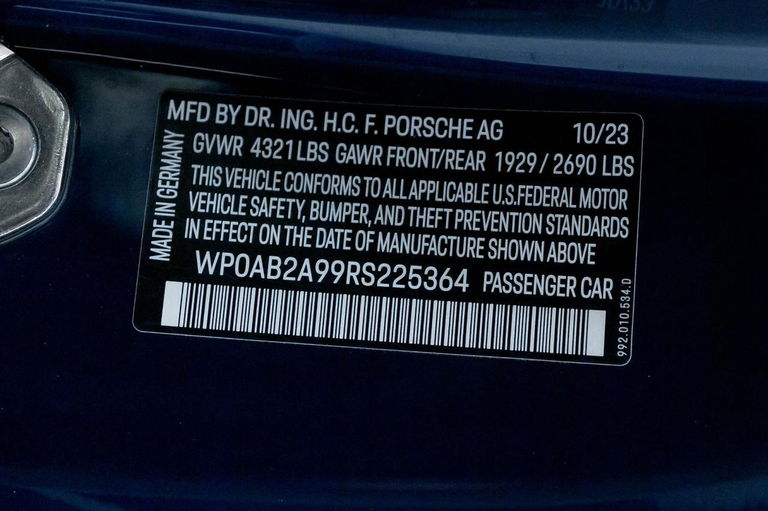 MFD BY DR. ING. H.C. F. PORSCHE AG 10/23
GVWR 4321 LBS GAWR FRONT/REAR 1929 / 2690 LBS
THIS VEHICLE CONFORMS TO ALL APPLICABLE U.S. FEDERAL MOTOR
VEHICLE SAFETY, BUMPER, AND THEFT PREVENTION STANDARDS
IN EFFECT ON THE DATE OF MANUFACTURE SHOWN ABOVE
WP0AB2A99RS225364 PASSENGER CAR
MADE IN GERMANY
992.010.534.D